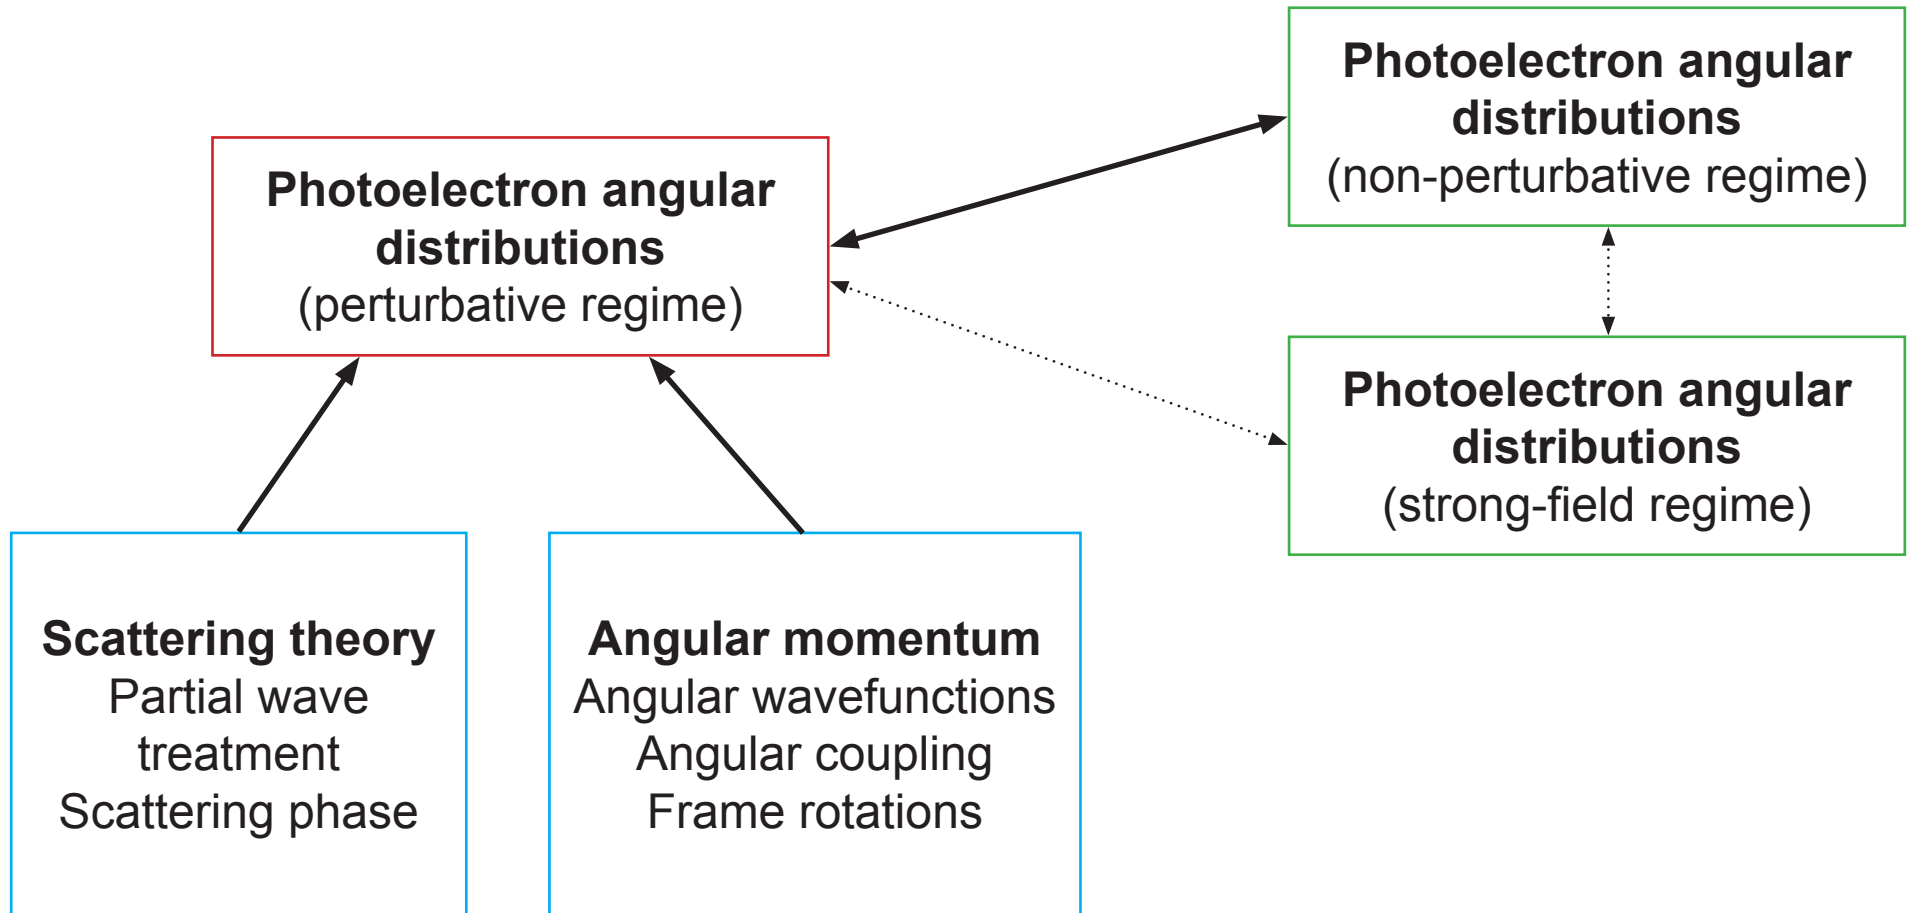 Photoelectron angular
distributions
(non-perturbative regime)
Photoelectron angular
distributions
(perturbative regime)
Photoelectron angular
distributions
(strong-field regime)
Scattering theory
Partial wave
treatment
Scattering phase
Angular momentum
Angular wavefunctions
Angular coupling
Frame rotations